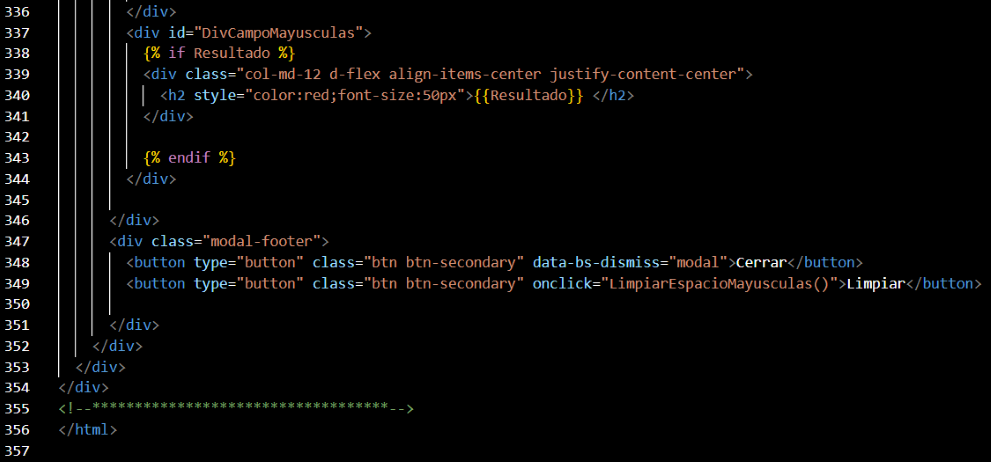 336 </div>
337 <div id="DivCampoMayusculas">
338 {% if Resultado %}
339 <div class="col-md-12 d-flex align-items-center justify-content-center">
340 <h2 style="color:red;font-size:50px">{{Resultado}} </h2>
341 </div>
342
343 {% endif %}
344 </div>
345
346 </div>
347 <div class="modal-footer">
348 <button type="button" class="btn btn-secondary" data-bs-dismiss="modal">Cerrar</button>
349 <button type="button" class="btn btn-secondary" onclick="LimpiarEspacioMayusculas()">Limpiar</button>
350
351 </div>
352 </div>
353 </div>
354 </div>
355 <!--***********************************-->
356 </html>
357